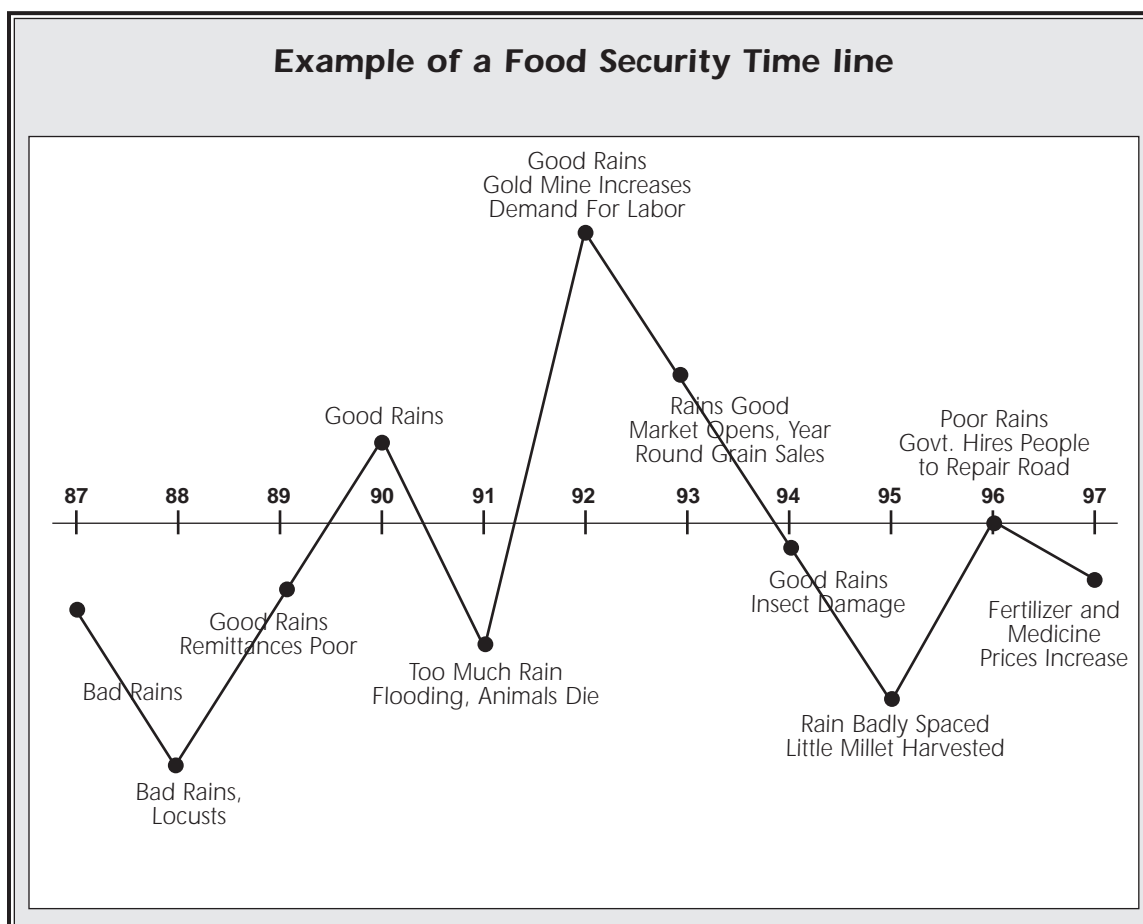 Example of a Food Security Time line
Good Rains
Gold Mine Increases
Demand For Labor
Good Rains
Rains Good
Market Opens, Year
Round Grain Sales
Poor Rains
Govt. Hires People
to Repair Road
87 88 89 90 91 92 93 94 95 96 97
Good Rains
Remittances Poor
Bad Rains
Bad Rains,
Locusts
Too Much Rain
Flooding, Animals Die
Good Rains
Insect Damage
Rain Badly Spaced
Little Millet Harvested
Fertilizer and
Medicine
Prices Increase